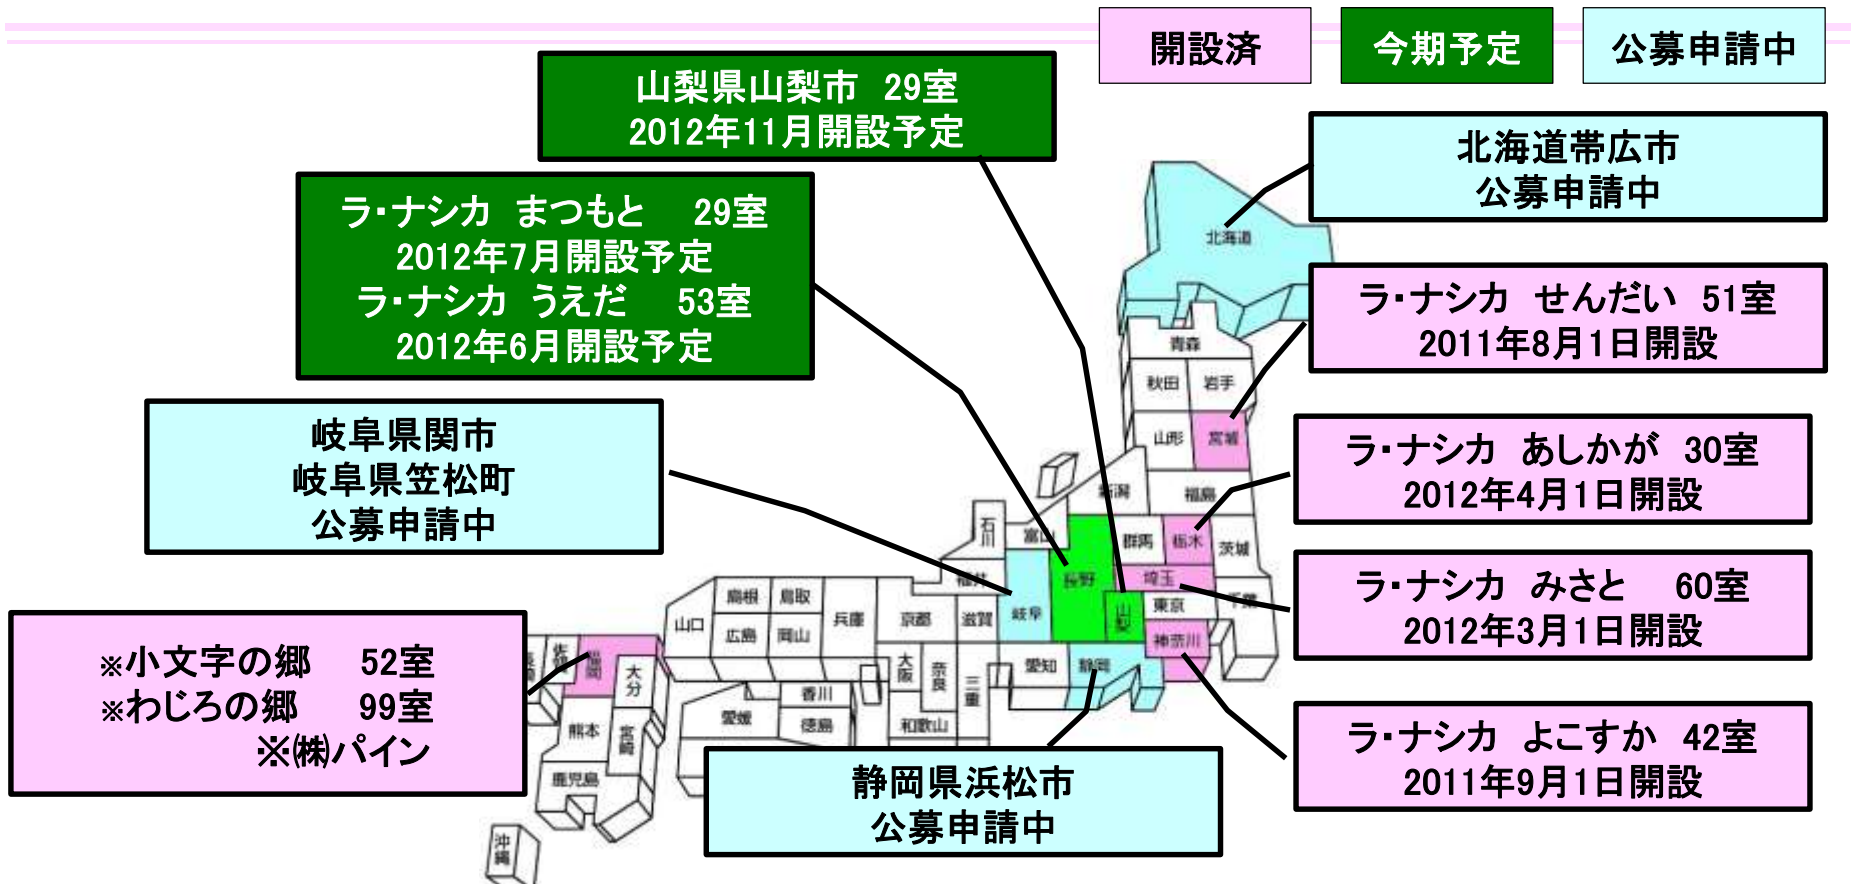 開設済
今期予定
公募申請中
山梨県山梨市 29室
2012年11月開設予定
北海道帯広市
公募申請中
ラ・ナシカ まつもと 29室
2012年7月開設予定
ラ・ナシカ うえだ 53室
2012年6月開設予定
ラ・ナシカ せんだい 51室
2011年8月1日開設
岐阜県関市
岐阜県笠松町
公募申請中
ラ・ナシカ あしかが 30室
2012年4月1日開設
ラ・ナシカ みさと 60室
2012年3月1日開設
※小文字の郷 52室
※わじろの郷 99室
※㈱パイン
ラ・ナシカ よこすか 42室
2011年9月1日開設
静岡県浜松市
公募申請中
北海道
青森
秋田
岩手
山形
宮城
新潟
福島
石川
富山
群馬
栃木
茨城
福井
長野
埼玉
岐阜
山梨
東京
千葉
神奈川
島根
鳥取
兵庫
京都
滋賀
山口
広島
岡山
愛知
静岡
大阪
奈良
三重
和歌山
香川
徳島
愛媛
福岡
大分
熊本
宮崎
鹿児島
沖縄